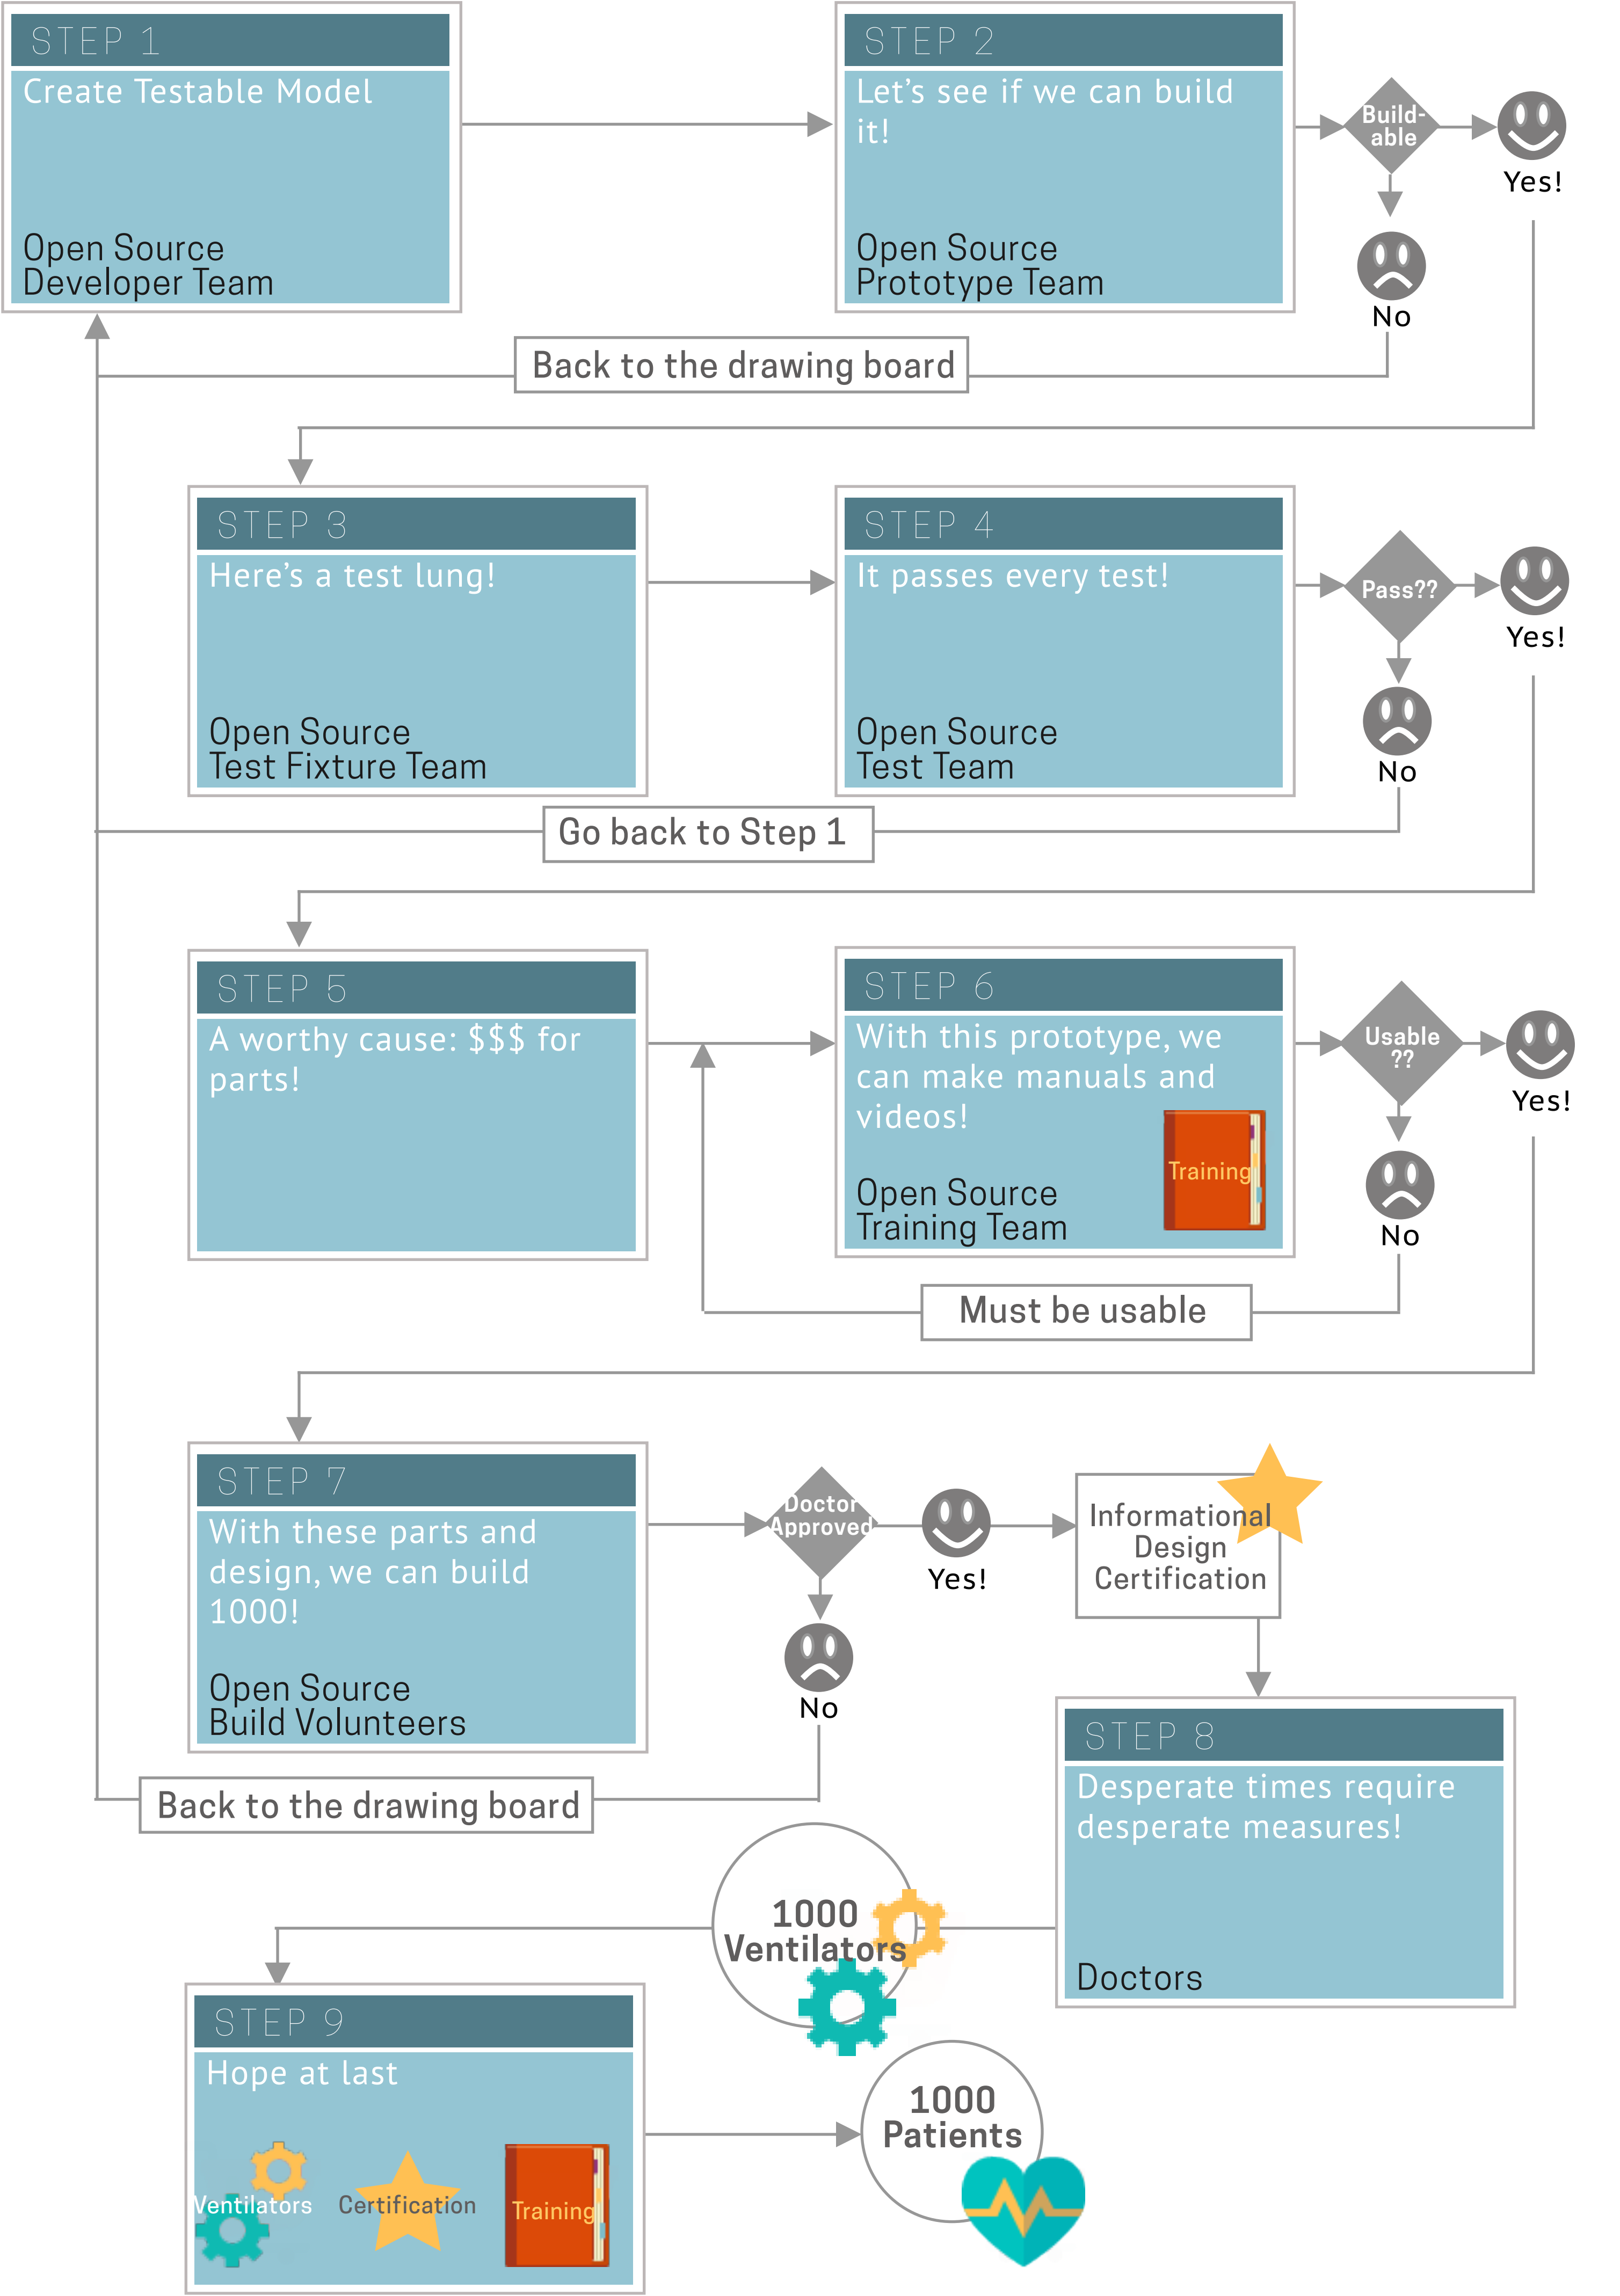 STEP 1
Create Testable Model
Open Source
Developer Team
STEP 2
Let's see if we can build
it!
Open Source
Prototype Team
Build-
able
Yes!
No
Back to the drawing board
STEP 3
Here's a test lung!
Open Source
Test Fixture Team
STEP 4
It passes every test!
Open Source
Test Team
Pass??
Yes!
No
Go back to Step 1
STEP 5
A worthy cause: $$$ for
parts!
STEP 6
With this prototype, we
can make manuals and
videos!
Training
Open Source
Training Team
Usable
??
Yes!
No
Must be usable
STEP 7
With these parts and
design, we can build
1000!
Open Source
Build Volunteers
Doctor
Approved
Yes!
No
Informational
Design
Certification
Back to the drawing board
STEP 8
Desperate times require
desperate measures!
Doctors
1000
Ventilators
STEP 9
Hope at last
Ventilators
Certification
Training
1000
Patients